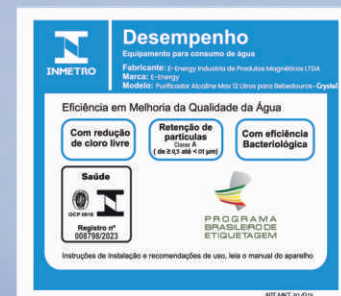 INMETRO
Desempenho
Equipamento para consumo de água
Fabricante: E-Energy Industria de Produtos Magnéticos LTDA
Marca: E-Energy
Modelo: Purificador Alcaline Max 12 Litros para Bebedouros-Crystal
Eficiência em Melhoria da Qualidade da Água
Com redução
de cloro livre
Retenção de
partículas
Classe A
( de ≥ 0,5 até < 01 µm)
Com eficiência
Bacteriológica
Saúde
OCP 0018
Registro nº
008798/2023
PROGRAMA
BRASILEIRO DE
ETIQUETAGEM
Instruções de instalação e recomendações de uso, leia o manual do aparelho